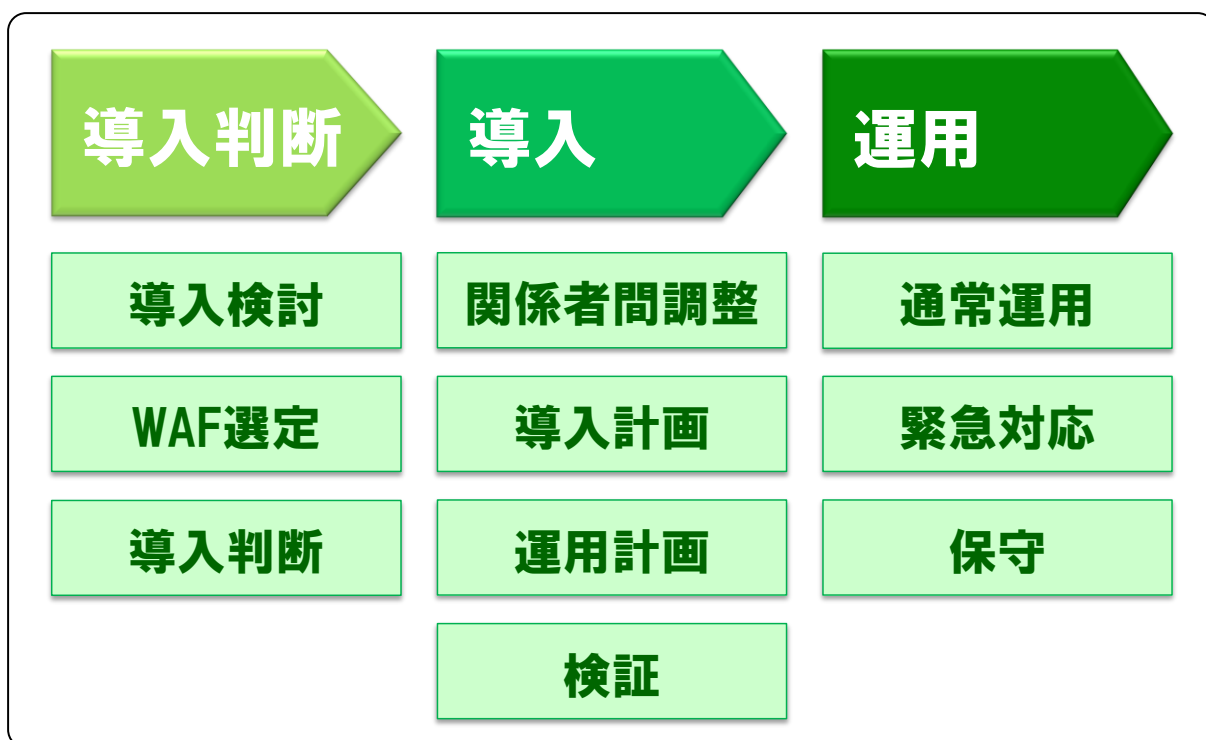 導入判断
導入
運用
導入検討
関係者間調整
通常運用
WAF選定
導入計画
緊急対応
導入判断
運用計画
保守
検証